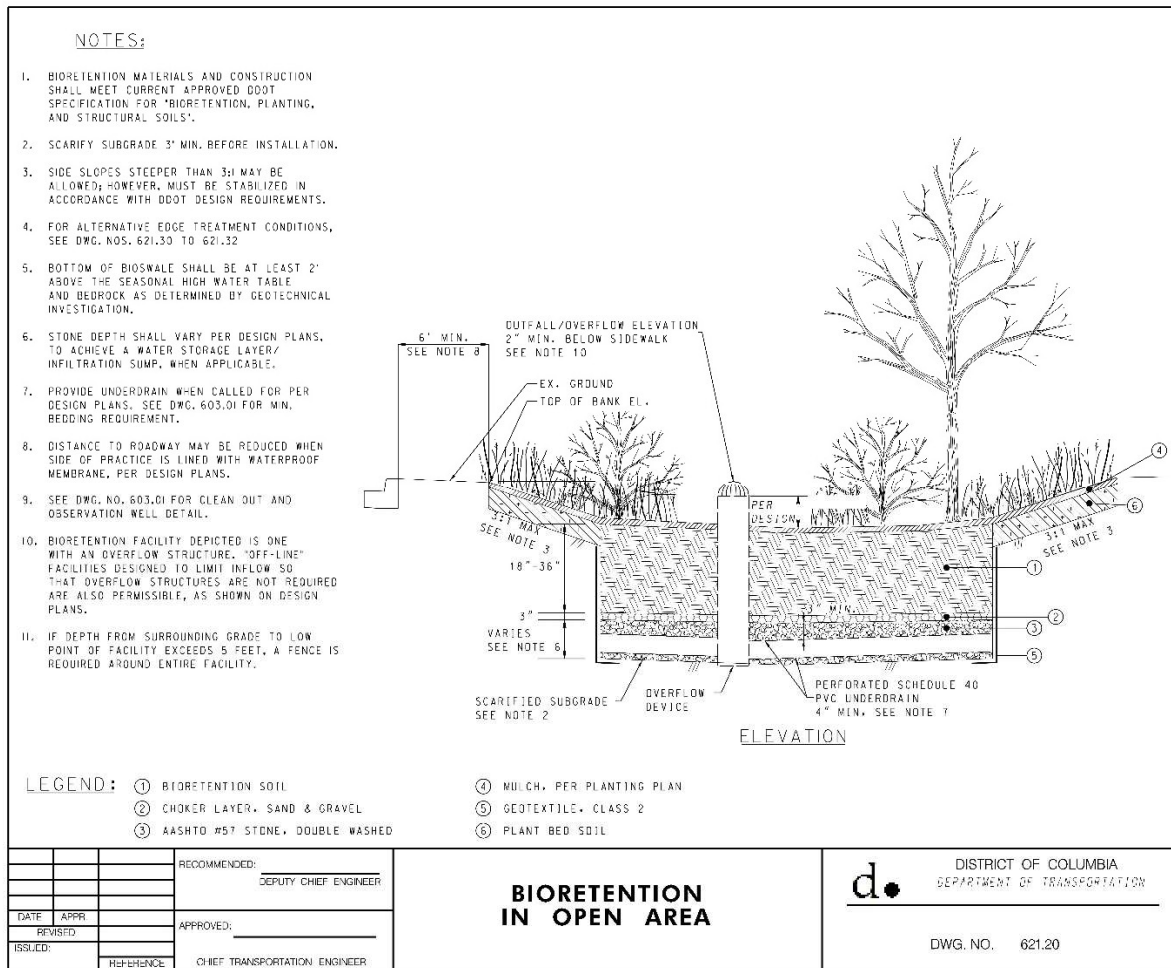 NOTES:
1. BIORETENTION MATERIALS AND CONSTRUCTION
SHALL MEET CURRENT APPROVED DDOT
SPECIFICATION FOR "BIORETENTION, PLANTING,
AND STRUCTURAL SOILS".
2. SCARIFY SUBGRADE 3" MIN. BEFORE INSTALLATION.
3. SIDE SLOPES STEEPER THAN 3:1 MAY BE
ALLOWED; HOWEVER, MUST BE STABILIZED IN
ACCORDANCE WITH DDOT DESIGN REQUIREMENTS.
4. FOR ALTERNATIVE EDGE TREATMENT CONDITIONS,
SEE DWG. NOS. 621.30 TO 621.32
5. BOTTOM OF BIOSWALE SHALL BE AT LEAST 2'
ABOVE THE SEASONAL HIGH WATER TABLE
AND BEDROCK AS DETERMINED BY GEOTECHNICAL
INVESTIGATION.
6. STONE DEPTH SHALL VARY PER DESIGN PLANS,
TO ACHIEVE A WATER STORAGE LAYER/
INFILTRATION SUMP, WHEN APPLICABLE.
7. PROVIDE UNDERDRAIN WHEN CALLED FOR PER
DESIGN PLANS. SEE DWG. 603.01 FOR MIN.
BEDDING REQUIREMENT.
8. DISTANCE TO ROADWAY MAY BE REDUCED WHEN
SIDE OF PRACTICE IS LINED WITH WATERPROOF
MEMBRANE, PER DESIGN PLANS.
9. SEE DWG. NO. 603.01 FOR CLEAN OUT AND
OBSERVATION WELL DETAIL.
10. BIORETENTION FACILITY DEPICTED IS ONE
WITH AN OVERFLOW STRUCTURE. "OFF-LINE"
FACILITIES DESIGNED TO LIMIT INFLOW SO
THAT OVERFLOW STRUCTURES ARE NOT REQUIRED
ARE ALSO PERMISSIBLE, AS SHOWN ON DESIGN
PLANS.
11. IF DEPTH FROM SURROUNDING GRADE TO LOW
POINT OF FACILITY EXCEEDS 5 FEET, A FENCE IS
REQUIRED AROUND ENTIRE FACILITY.
6' MIN.
SEE NOTE 8
OUTFALL/OVERFLOW ELEVATION
2" MIN. BELOW SIDEWALK
SEE NOTE 10
EX. GROUND
TOP OF BANK EL.
PER
DESIGN
3:1 MAX
SEE NOTE 3
3:1 MAX
SEE NOTE 3
18"-36"
3"
VARIES
SEE NOTE 6
3" MIN.
4
6
1
2
3
5
SCARIFIED SUBGRADE
SEE NOTE 2
OVERFLOW
DEVICE
PERFORATED SCHEDULE 40
PVC UNDERDRAIN
4" MIN. SEE NOTE 7
ELEVATION
LEGEND:
1 BIORETENTION SOIL
2 CHOKER LAYER, SAND & GRAVEL
3 AASHTO #57 STONE, DOUBLE WASHED
4 MULCH, PER PLANTING PLAN
5 GEOTEXTILE, CLASS 2
6 PLANT BED SOIL
DATE APPR.
REVISED
ISSUED:
REFERENCE
RECOMMENDED:
DEPUTY CHIEF ENGINEER
APPROVED:
CHIEF TRANSPORTATION ENGINEER
BIORETENTION
IN OPEN AREA
d.
DISTRICT OF COLUMBIA
DEPARTMENT OF TRANSPORTATION
DWG. NO. 621.20